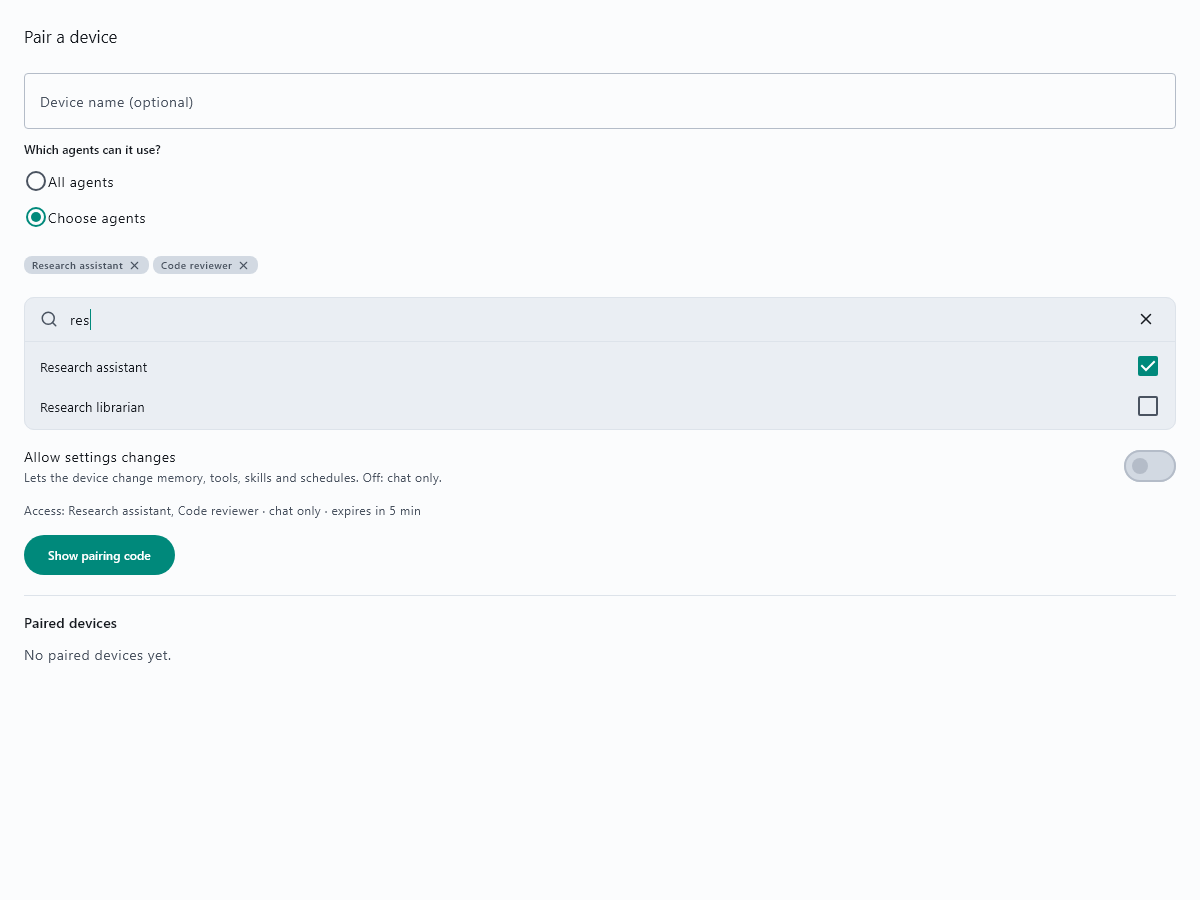 Pair a device
Device name (optional)
Which agents can it use?
All agents
Choose agents
Research assistant
Code reviewer
res
Research assistant
Research librarian
Allow settings changes
Lets the device change memory, tools, skills and schedules. Off: chat only.
Access: Research assistant, Code reviewer · chat only · expires in 5 min
Show pairing code
Paired devices
No paired devices yet.